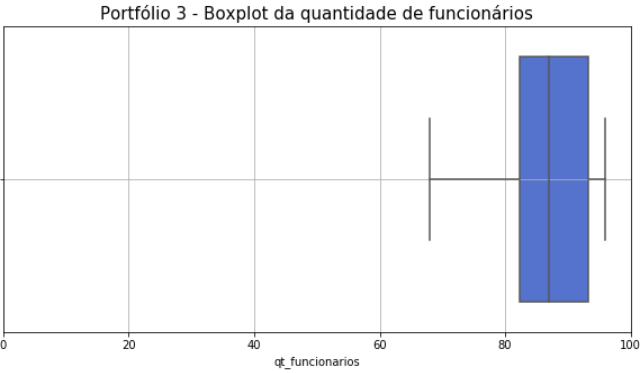 Portfólio 3 - Boxplot da quantidade de funcionários
0 20 40 60 80 100
qt_funcionarios